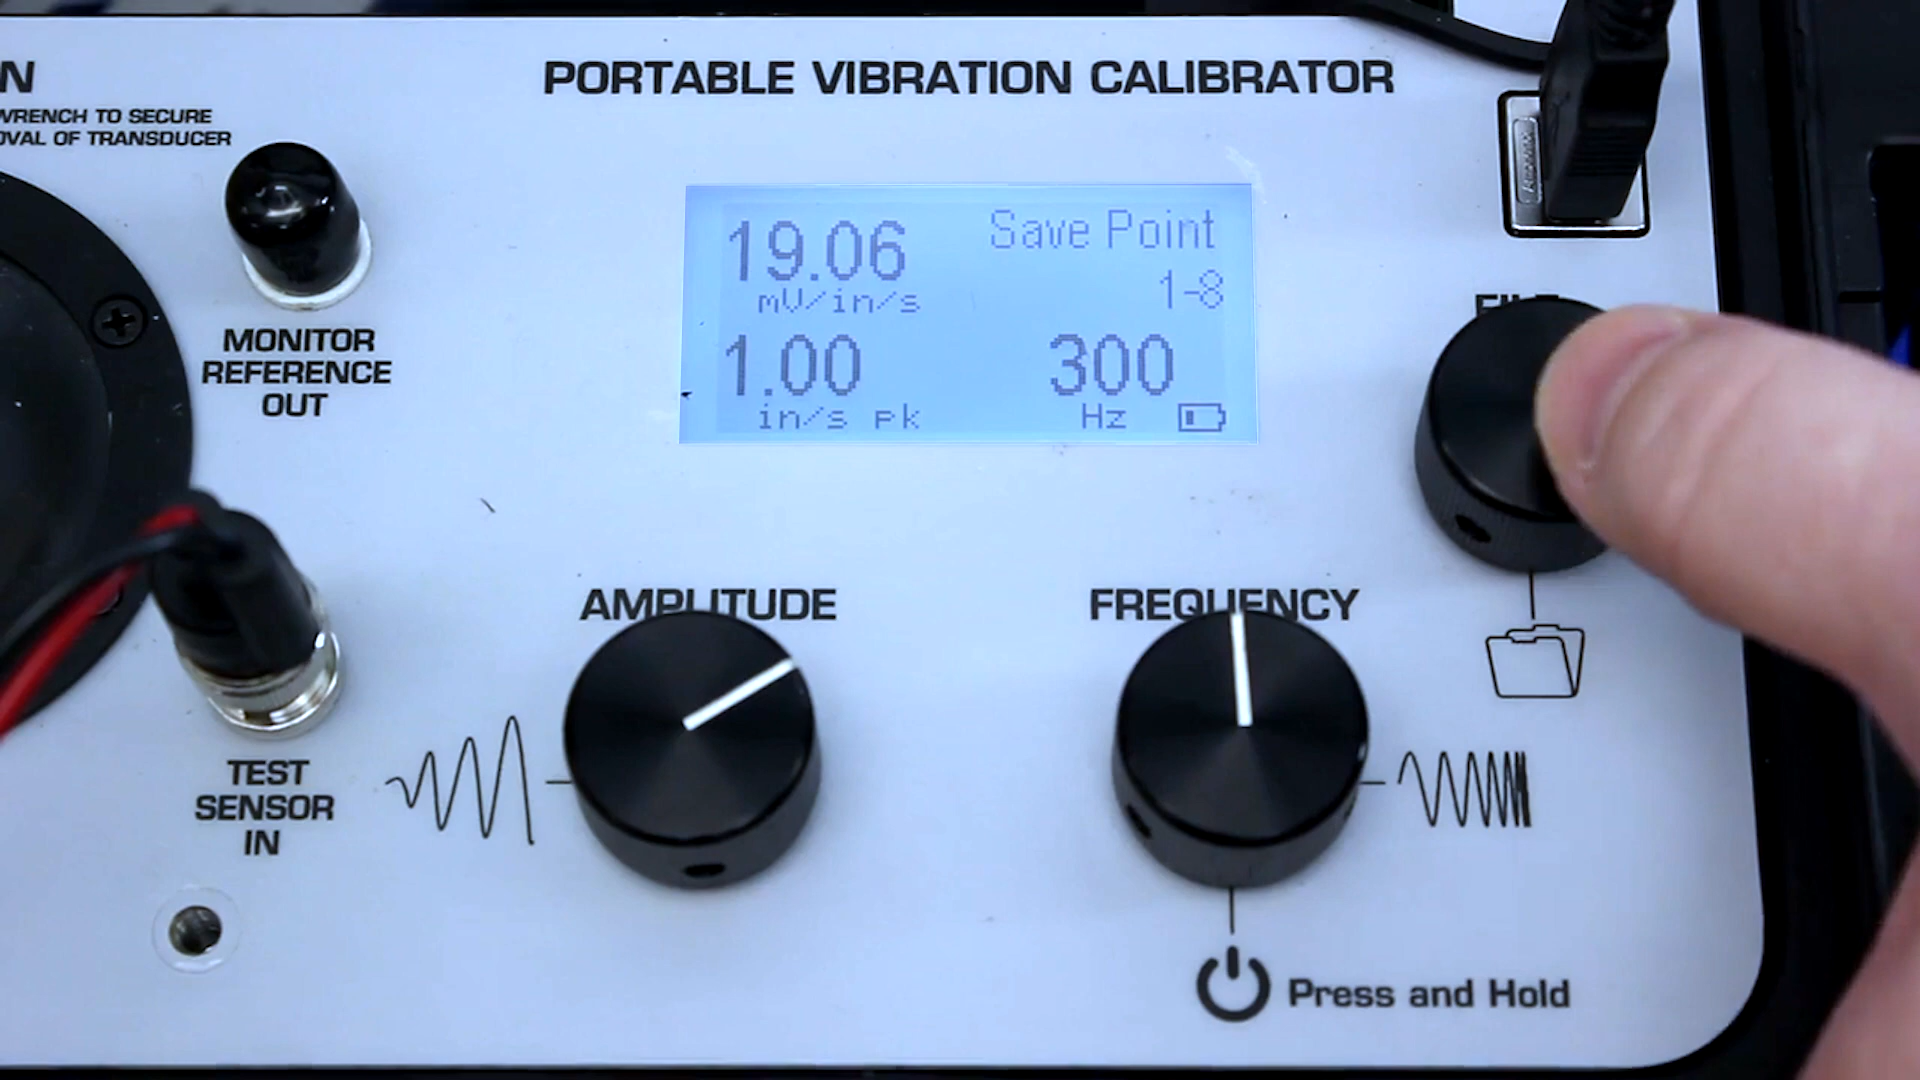 PORTABLE VIBRATION CALIBRATOR
WRENCH TO SECURE
OVAL OF TRANSDUCER
MONITOR
REFERENCE
OUT
19.06
mV/in/s
Save Point
1-8
1.00
in/s pk
300
Hz
AMPLITUDE
FREQUENCY
TEST
SENSOR
IN
Press and Hold